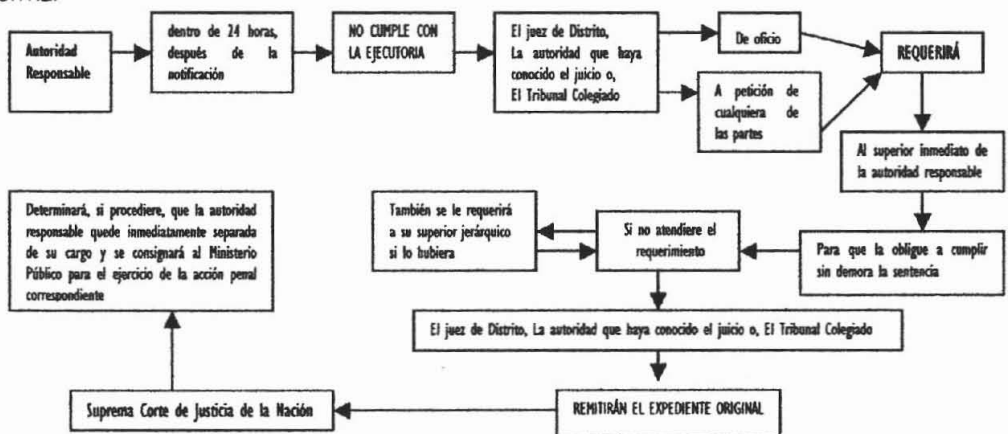 Autoridad
Responsable
dentro de 24 horas,
después de la
notificación
NO CUMPLE CON
LA EJECUTORIA
El juez de Distrito,
La autoridad que haya
conocido el juicio o,
El Tribunal Colegiado
De oficio
A petición de
cualquiera de
las partes
REQUERIRÁ
Al superior inmediato de
la autoridad responsable
Para que la obligue a cumplir
sin demora la sentencia
Si no atendiere el
requerimiento
También se le requerirá
a su superior jerárquico
si lo hubiera
El juez de Distrito, La autoridad que haya conocido el juicio o, El Tribunal Colegiado
REMITIRÁN EL EXPEDIENTE ORIGINAL
Suprema Corte de Justicia de la Nación
Determinará, si procediere, que la autoridad
responsable quede inmediatamente separada
de su cargo y se consignará al Ministerio
Público para el ejercicio de la acción penal
correspondiente